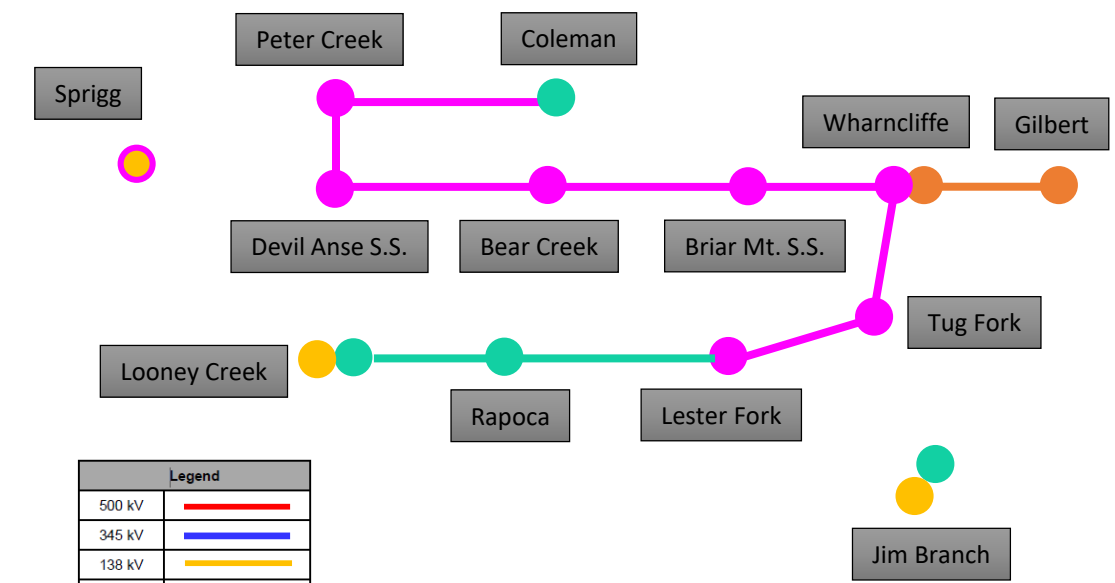 Peter Creek
Coleman
Sprigg
Wharncliffe
Gilbert
Devil Anse S.S.
Bear Creek
Briar Mt. S.S.
Tug Fork
Looney Creek
Rapoca
Lester Fork
Jim Branch
Legend
500 kV
345 kV
138 kV